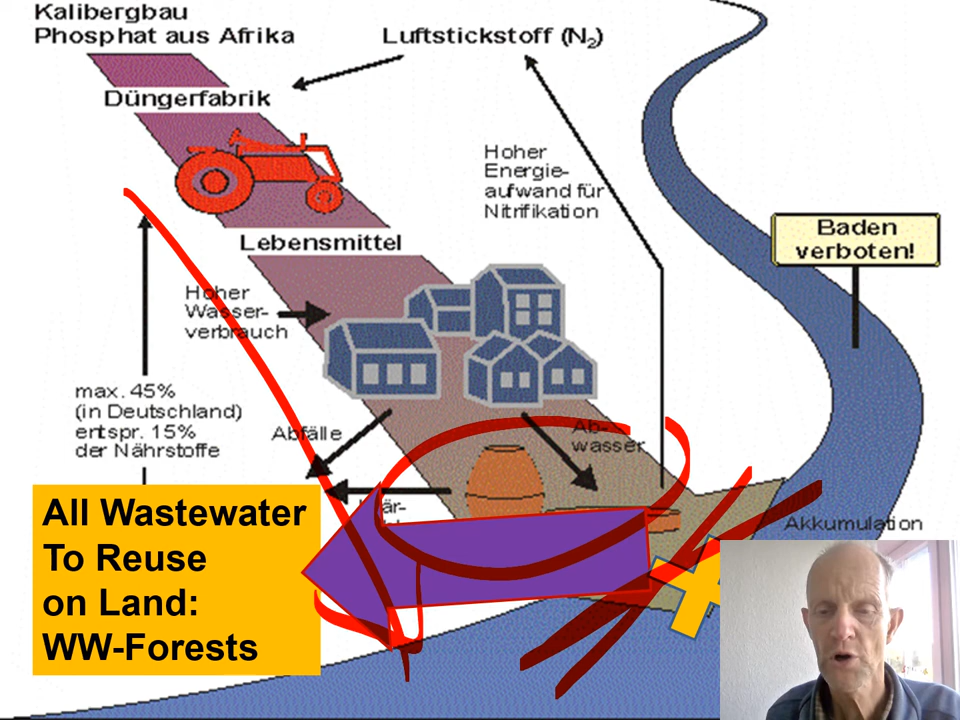 Kalibergbau
Phosphat aus Afrika
Luftstickstoff (N₂)
Düngerfabrik
Hoher
Energie-
aufwand für
Nitrifikation
Baden
verboten!
Lebensmittel
Hoher
Wasser-
verbrauch
max. 45%
(in Deutschland)
entspr. 15%
der Nährstoffe
Abfälle
Ab-
wasser
Akkumulation
All Wastewater
To Reuse
on Land:
WW-Forests